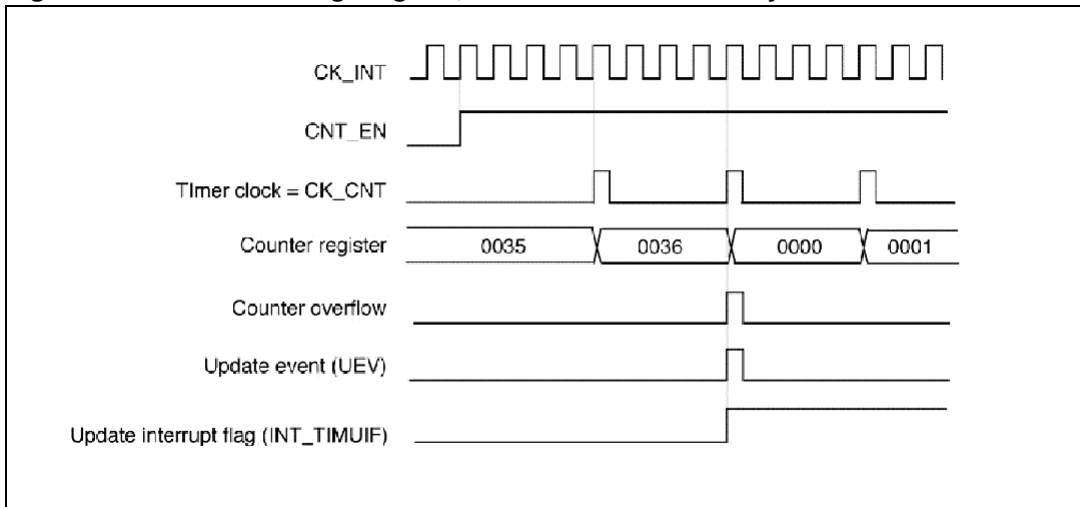 CK_INT
CNT_EN
TImer clock = CK_CNT
Counter register 0035 0036 0000 0001
Counter overflow
Update event (UEV)
Update interrupt flag (INT_TIMUIF)